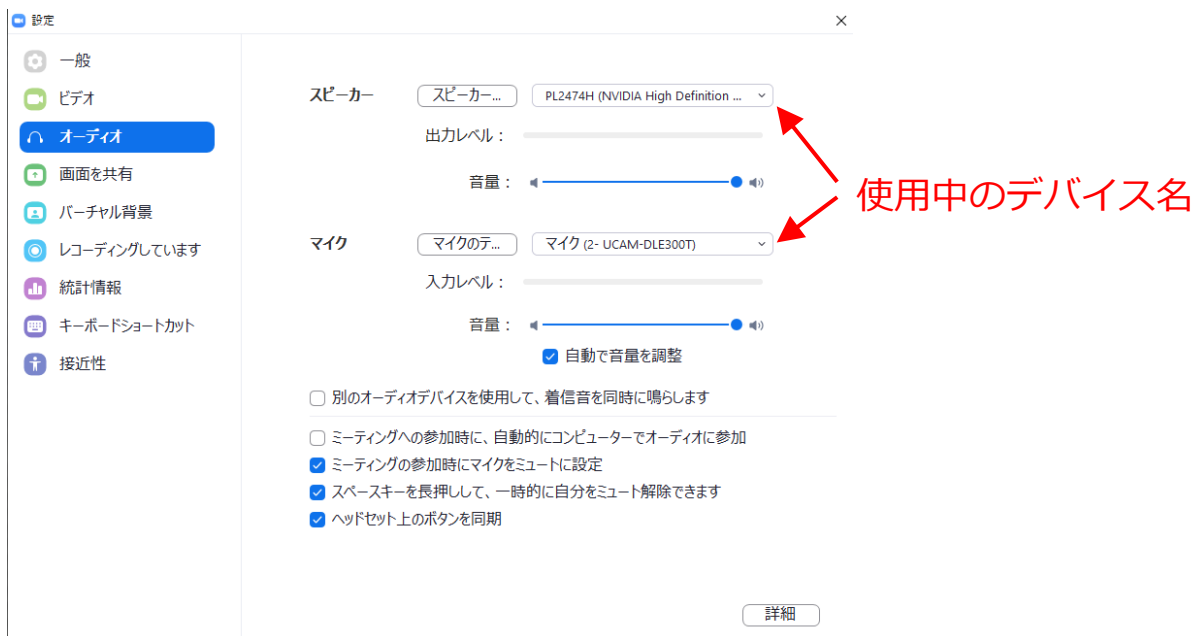 設定
一般
ビデオ
オーディオ
画面を共有
バーチャル背景
レコーディングしています
統計情報
キーボードショートカット
接近性
スピーカー スピーカー... PL2474H (NVIDIA High Definition ...
出力レベル：
音量：
マイク マイクのテ... マイク (2- UCAM-DLE300T)
入力レベル：
音量：
自動で音量を調整
別のオーディオデバイスを使用して、着信音を同時に鳴らします
ミーティングへの参加時に、自動的にコンピューターでオーディオに参加
ミーティングの参加時にマイクをミュートに設定
スペースキーを長押しして、一時的に自分をミュート解除できます
ヘッドセット上のボタンを同期
詳細
使用中のデバイス名